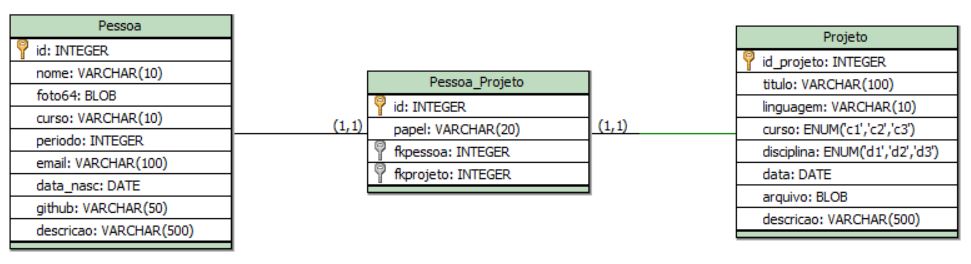 Pessoa
id: INTEGER
nome: VARCHAR(10)
foto64: BLOB
curso: VARCHAR(10)
periodo: INTEGER
email: VARCHAR(100)
data_nasc: DATE
github: VARCHAR(50)
descricao: VARCHAR(500)
(1,1)
Pessoa_Projeto
id: INTEGER
papel: VARCHAR(20)
fkpessoa: INTEGER
fkprojeto: INTEGER
(1,1)
Projeto
id_projeto: INTEGER
titulo: VARCHAR(100)
linguagem: VARCHAR(10)
curso: ENUM('c1','c2','c3')
disciplina: ENUM('d1','d2','d3')
data: DATE
arquivo: BLOB
descricao: VARCHAR(500)